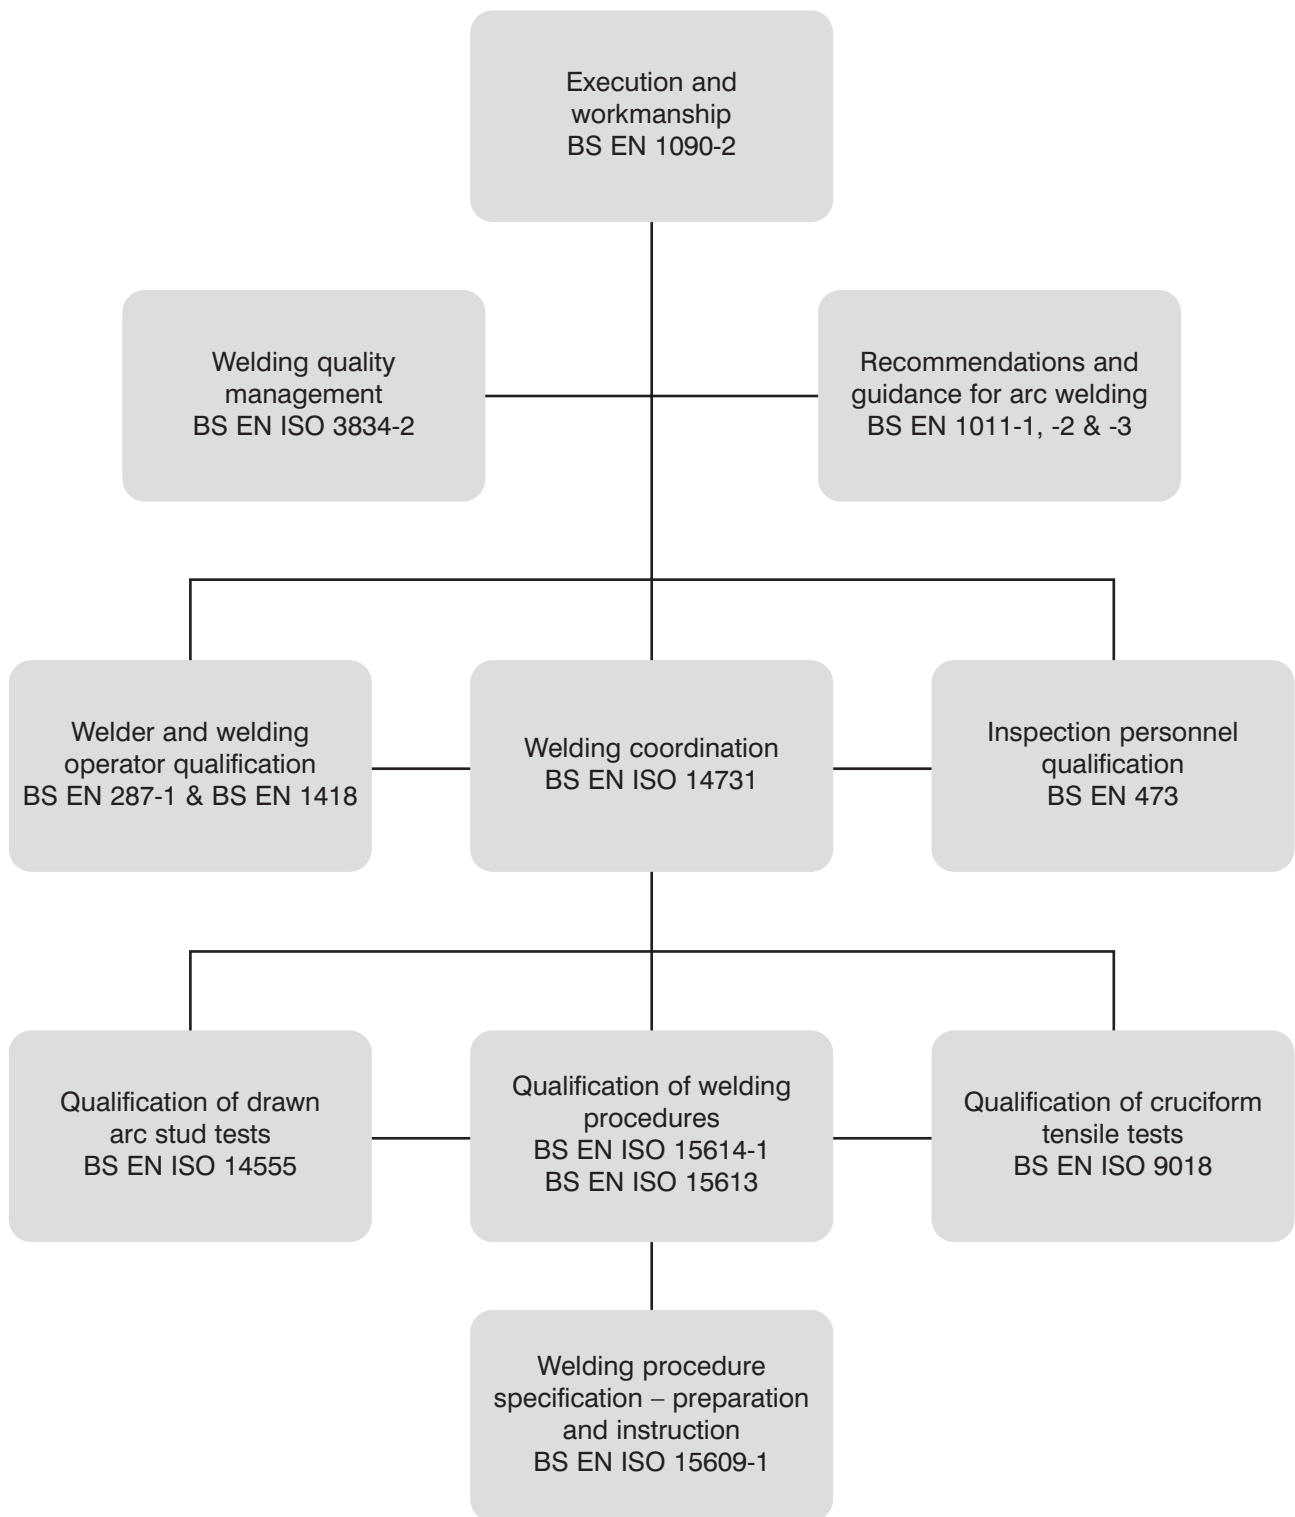 Execution and
workmanship
BS EN 1090-2
Welding quality
management
BS EN ISO 3834-2
Recommendations and
guidance for arc welding
BS EN 1011-1, -2 & -3
Welder and welding
operator qualification
BS EN 287-1 & BS EN 1418
Welding coordination
BS EN ISO 14731
Inspection personnel
qualification
BS EN 473
Qualification of drawn
arc stud tests
BS EN ISO 14555
Qualification of welding
procedures
BS EN ISO 15614-1
BS EN ISO 15613
Qualification of cruciform
tensile tests
BS EN ISO 9018
Welding procedure
specification – preparation
and instruction
BS EN ISO 15609-1